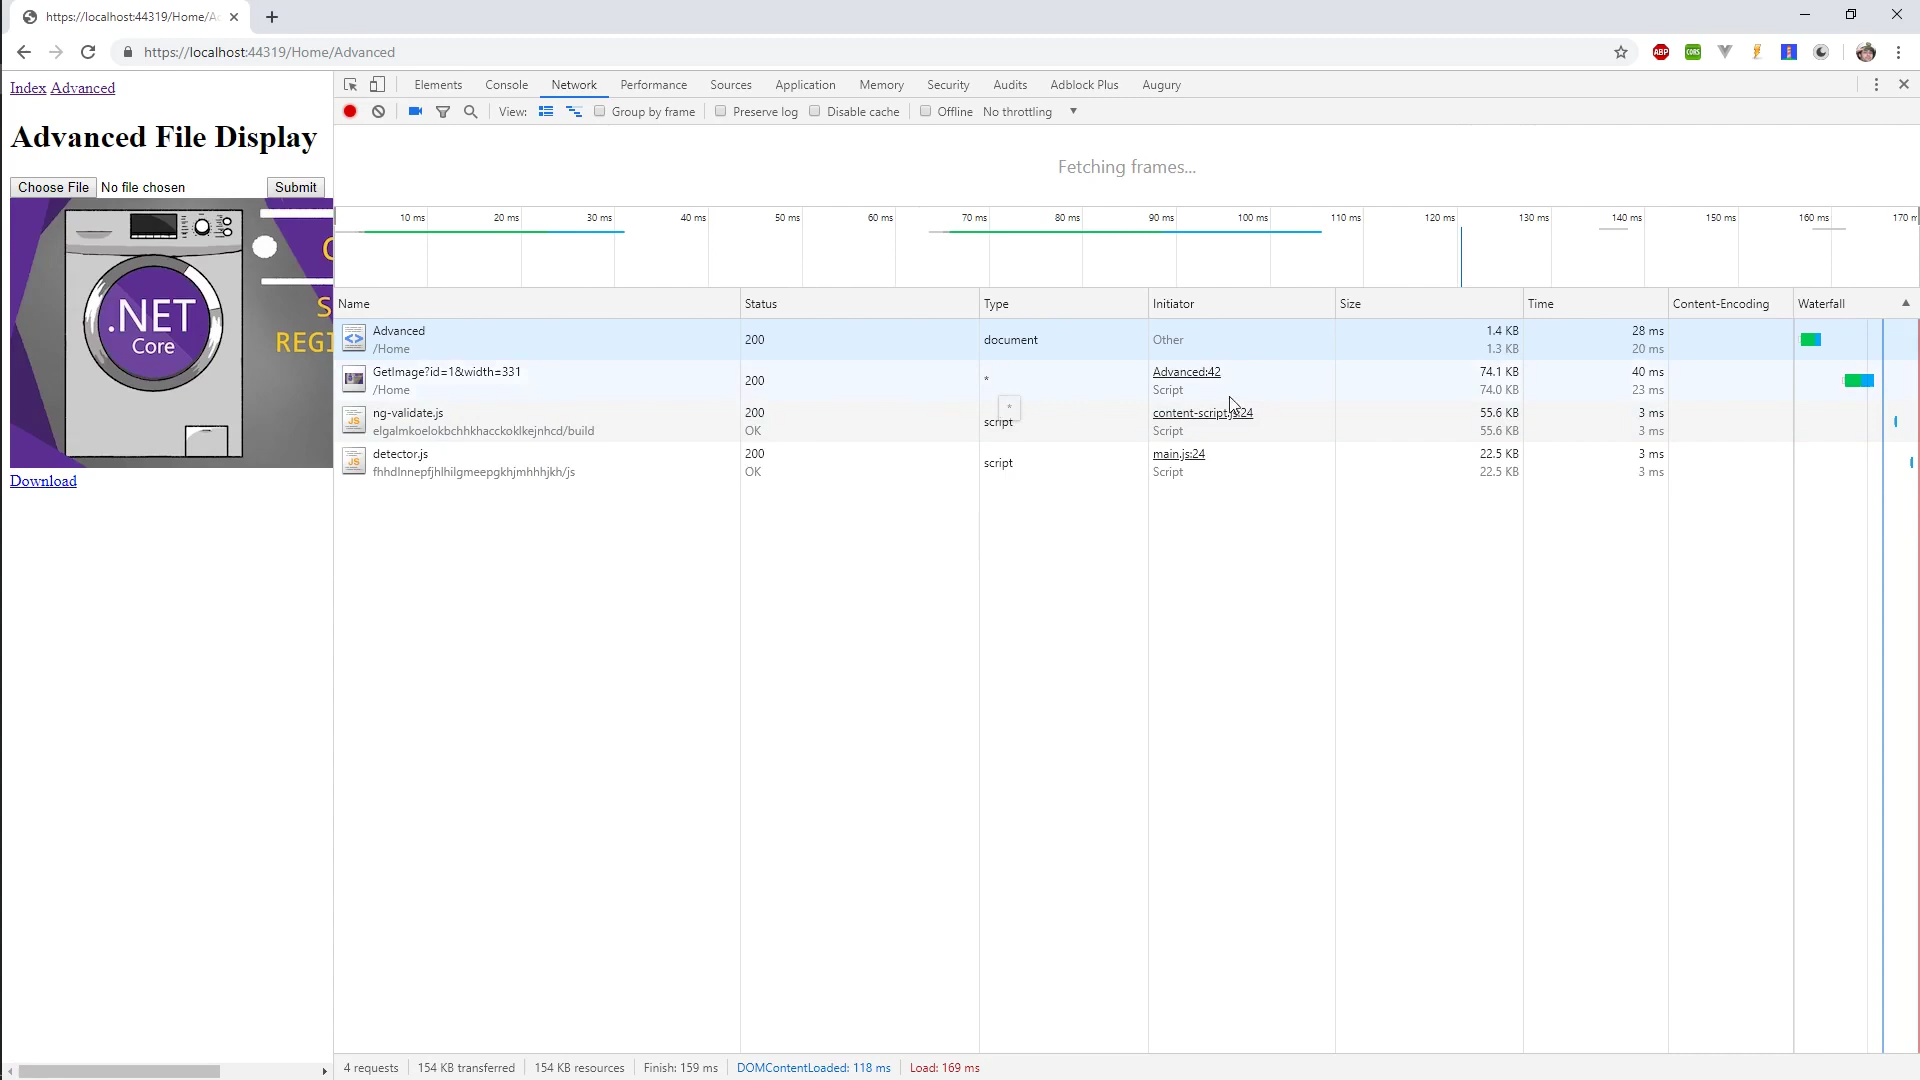 https://localhost:44319/Home/Ad
https://localhost:44319/Home/Advanced
ABP
CORS
Index Advanced
Advanced File Display
Choose File No file chosen Submit
.NET
Core
REGI
Download
Elements Console Network Performance Sources Application Memory Security Audits Adblock Plus Augury
View: Group by frame Preserve log Disable cache Offline No throttling
Fetching frames...
10 ms 20 ms 30 ms 40 ms 50 ms 60 ms 70 ms 80 ms 90 ms 100 ms 110 ms 120 ms 130 ms 140 ms 150 ms 160 ms 170 m
Name Status Type Initiator Size Time Content-Encoding Waterfall
Advanced 200 document Other 1.4 KB 28 ms
/Home 1.3 KB 20 ms
GetImage?id=1&width=331 200 * Advanced:42 74.1 KB 40 ms
/Home Script 74.0 KB 23 ms
*
ng-validate.js 200 script content-script.js:24 55.6 KB 3 ms
elgalmkoelokbchhkhacckoklkejnhcd/build OK Script 55.6 KB 3 ms
detector.js 200 script main.js:24 22.5 KB 3 ms
fhhdlnnepfjhlhilgmeepgkhjmhhhjkh/js OK Script 22.5 KB 3 ms
4 requests 154 KB transferred 154 KB resources Finish: 159 ms DOMContentLoaded: 118 ms Load: 169 ms